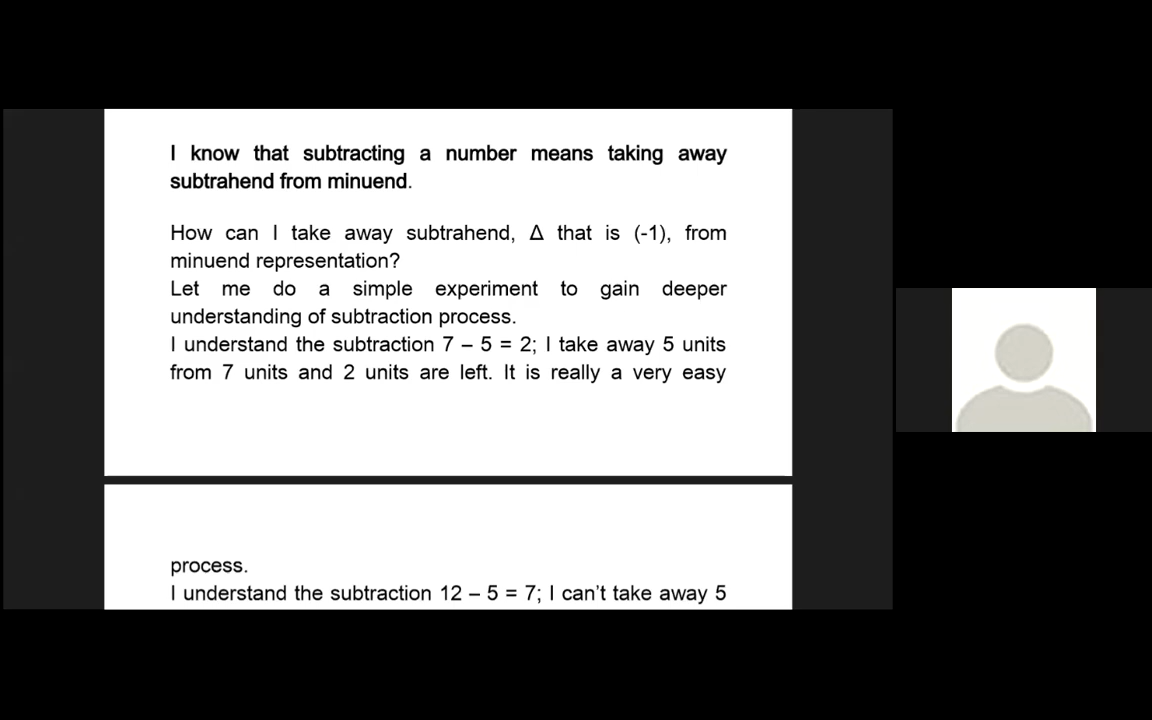 I know that subtracting a number means taking away
subtrahend from minuend.
How can I take away subtrahend, Δ that is (-1), from
minuend representation?
Let me do a simple experiment to gain deeper
understanding of subtraction process.
I understand the subtraction 7 – 5 = 2; I take away 5 units
from 7 units and 2 units are left. It is really a very easy
process.
I understand the subtraction 12 – 5 = 7; I can’t take away 5